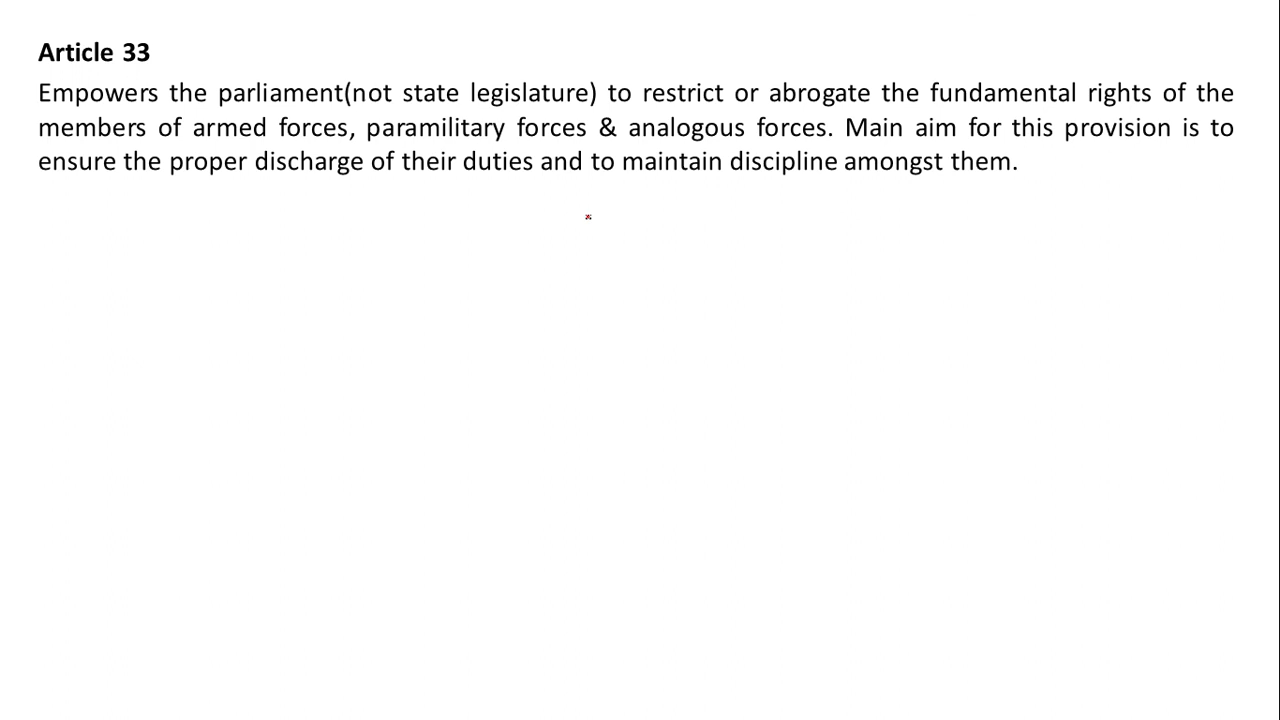 Article 33
Empowers the parliament(not state legislature) to restrict or abrogate the fundamental rights of the
members of armed forces, paramilitary forces & analogous forces. Main aim for this provision is to
ensure the proper discharge of their duties and to maintain discipline amongst them.